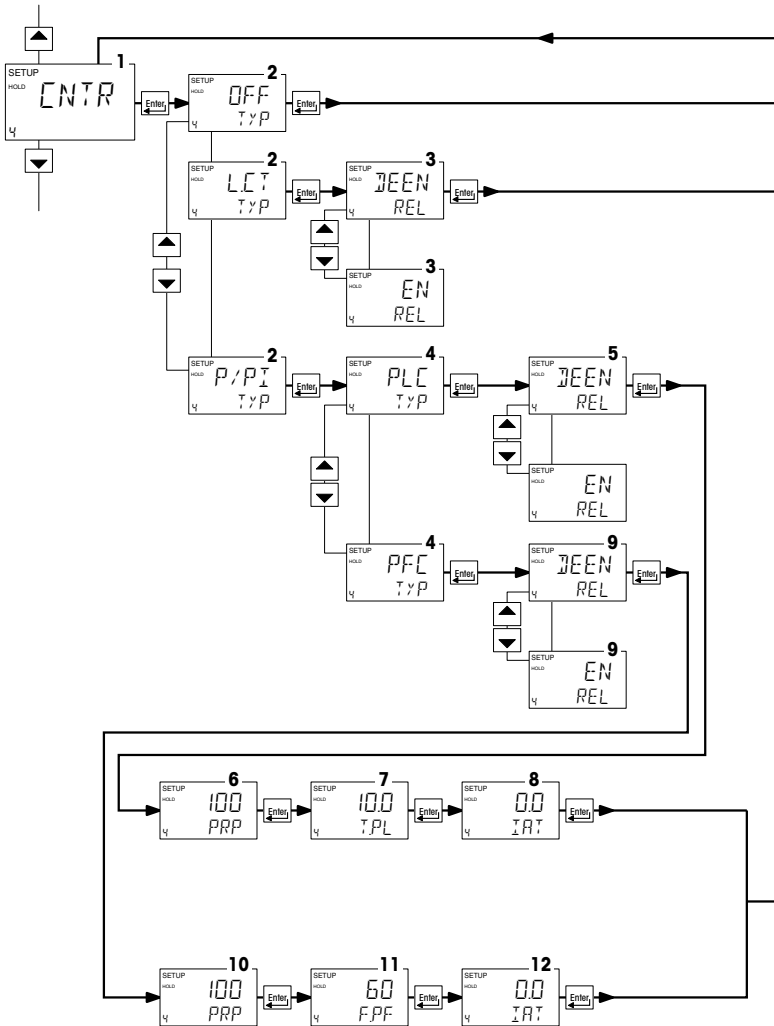 1
SETUP
HOLD
CNTR
4
Enter
2
SETUP
HOLD
OFF
TYP
4
Enter
2
SETUP
HOLD
L.CT
TYP
4
Enter
3
SETUP
HOLD
DEEN
REL
4
Enter
3
SETUP
HOLD
EN
REL
4
2
SETUP
HOLD
P/PI
TYP
4
Enter
4
SETUP
HOLD
PLC
TYP
4
Enter
5
SETUP
HOLD
DEEN
REL
4
Enter
SETUP
HOLD
EN
REL
4
4
SETUP
HOLD
PFC
TYP
4
Enter
9
SETUP
HOLD
DEEN
REL
4
Enter
9
SETUP
HOLD
EN
REL
4
6
SETUP
HOLD
100
PRP
4
Enter
7
SETUP
HOLD
10.0
T.PL
4
Enter
8
SETUP
HOLD
0.0
IAT
4
Enter
10
SETUP
HOLD
100
PRP
4
Enter
11
SETUP
HOLD
60
F.PF
4
Enter
12
SETUP
HOLD
0.0
IAT
4
Enter